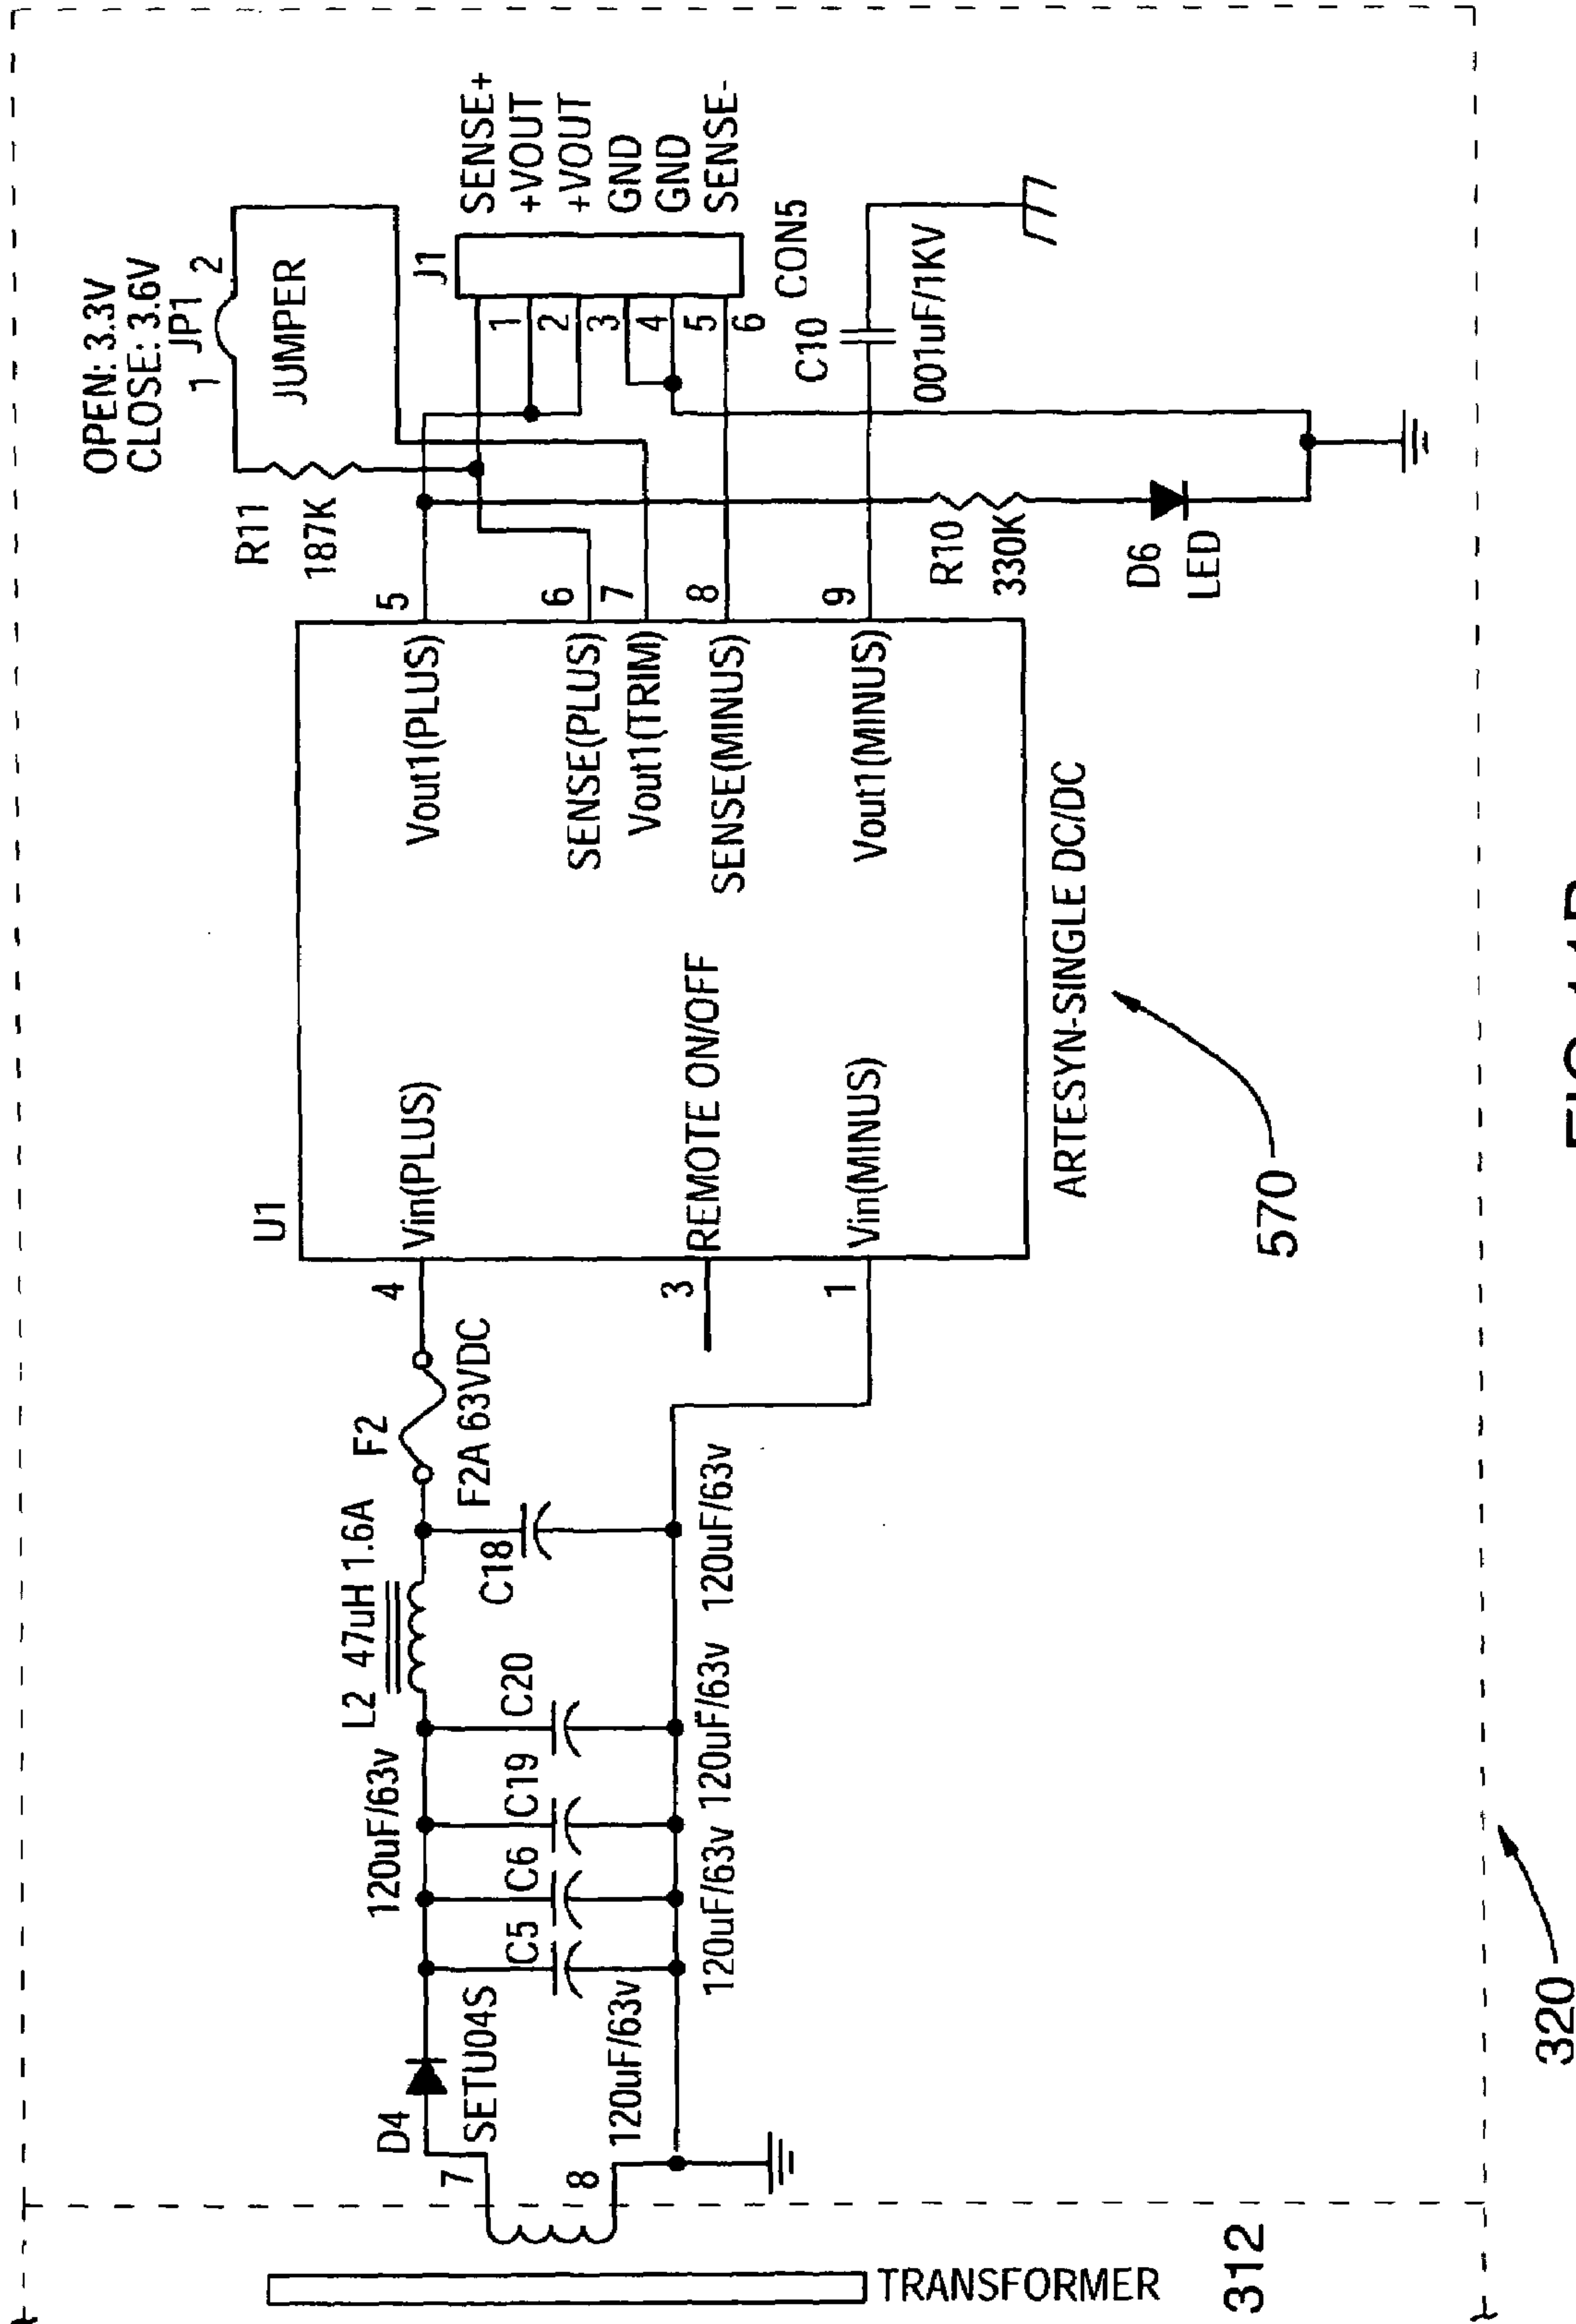 OPEN: 3.3V
CLOSE: 3.6V
JP1
1
2
JUMPER
R11
187K
J1
SENSE+
+VOUT
+VOUT
GND
GND
SENSE-
1
2
3
4
5
6
CON5
C10
001uF/1KV
R10
330K
D6
LED
U1
Vin(PLUS)
REMOTE ON/OFF
Vin(MINUS)
Vout1(PLUS)
SENSE(PLUS)
Vout1(TRIM)
SENSE(MINUS)
Vout1(MINUS)
4
3
1
5
6
7
8
9
ARTESYN-SINGLE DC/DC
570
F2
F2A 63VDC
L2 47uH 1.6A
120uF/63v
C5
C6
C19
C20
C18
120uF/63v
120uF/63v
120uF/63v
120uF/63v
D4
SETU04S
7
8
TRANSFORMER
312
320